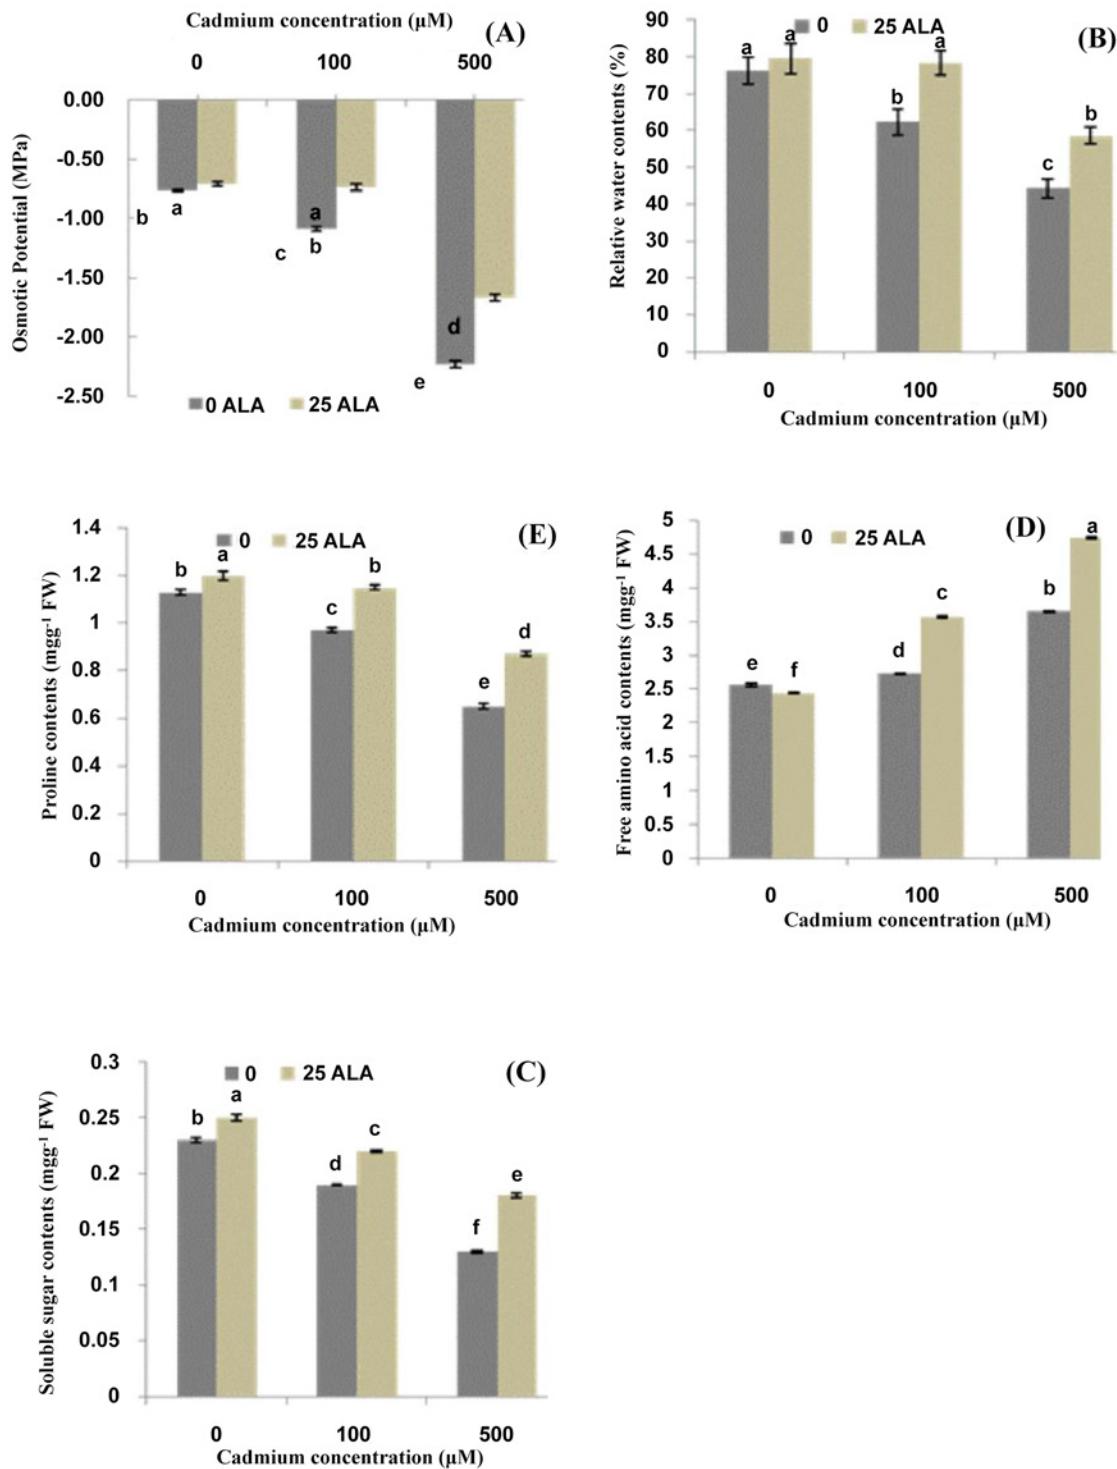 Cadmium concentration (µM)
(A)
0 100 500
0.00
-0.50
-1.00
-1.50
-2.00
-2.50
Osmotic Potential (MPa)
b a
a
c b
d
e
0 ALA 25 ALA
(B)
0 25 ALA
90
80
70
60
50
40
30
20
10
0
Relative water contents (%)
a a b a c b
0 100 500
Cadmium concentration (µM)
(E)
0 25 ALA
1.4
1.2
1
0.8
0.6
0.4
0.2
0
Proline contents (mgg-1 FW)
b a c b e d
0 100 500
Cadmium concentration (µM)
(D)
0 25 ALA
5
4.5
4
3.5
3
2.5
2
1.5
1
0.5
0
Free amino acid contents (mgg-1 FW)
e f d c b a
0 100 500
Cadmium concentration (µM)
(C)
0 25 ALA
0.3
0.25
0.2
0.15
0.1
0.05
0
Soluble sugar contents (mgg-1 FW)
b a d c f e
0 100 500
Cadmium concentration (µM)